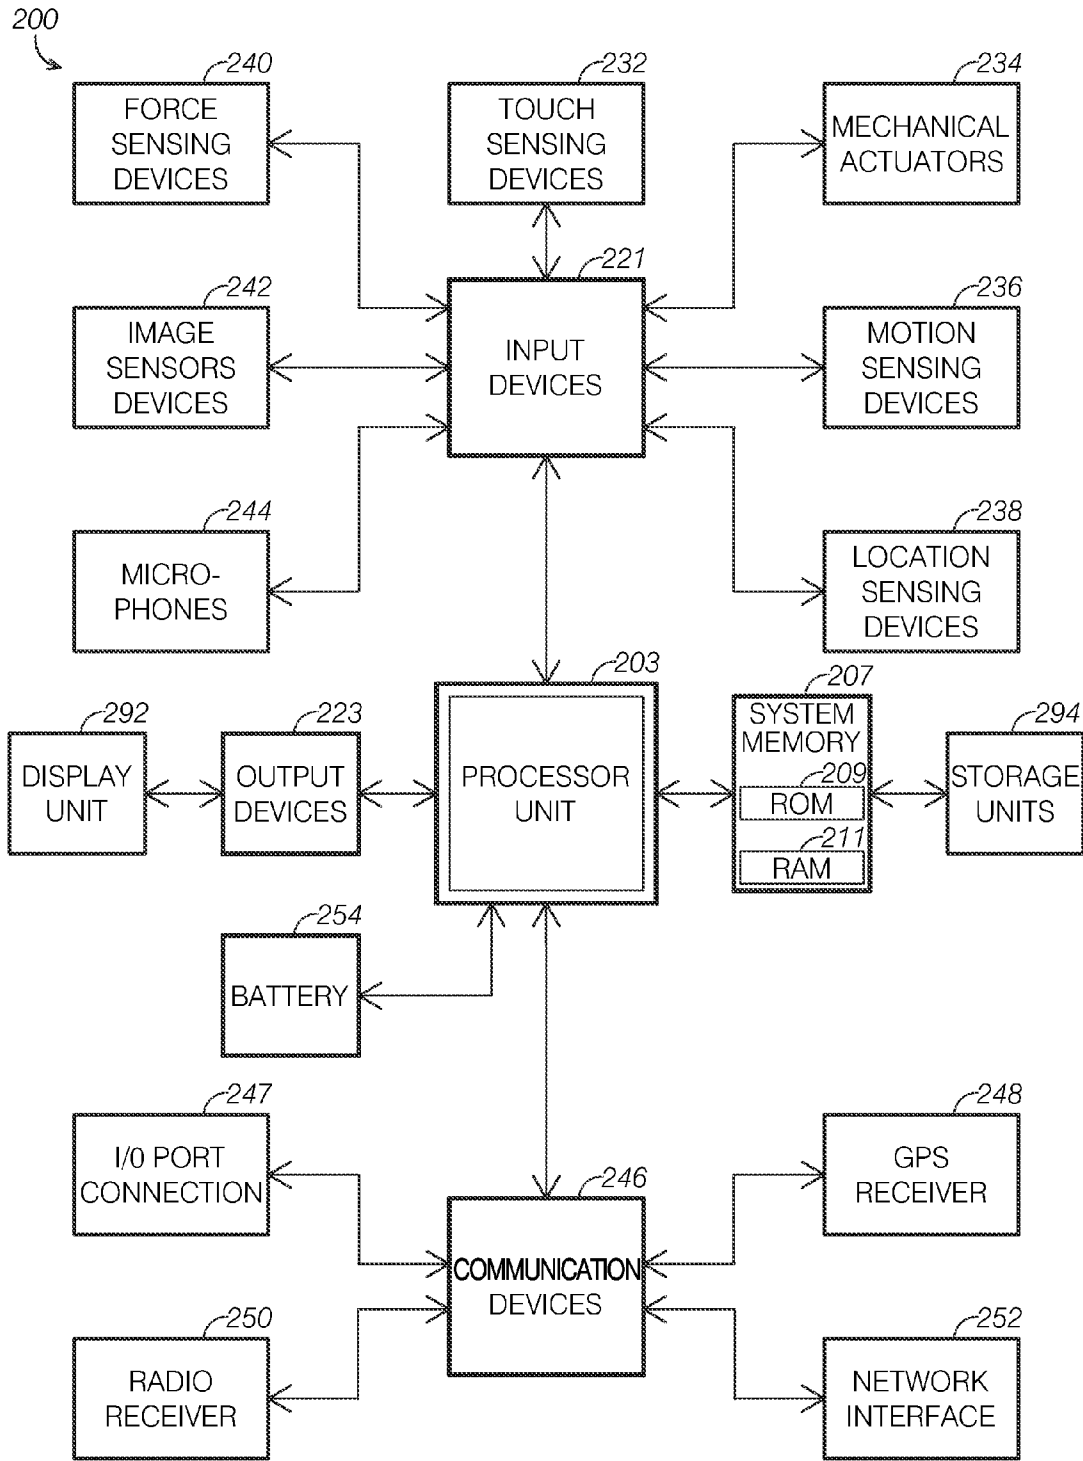 200
240
FORCE
SENSING
DEVICES
232
TOUCH
SENSING
DEVICES
234
MECHANICAL
ACTUATORS
242
IMAGE
SENSORS
DEVICES
221
INPUT
DEVICES
236
MOTION
SENSING
DEVICES
244
MICRO-
PHONES
238
LOCATION
SENSING
DEVICES
292
DISPLAY
UNIT
223
OUTPUT
DEVICES
203
PROCESSOR
UNIT
207
SYSTEM
MEMORY
209
ROM
211
RAM
294
STORAGE
UNITS
254
BATTERY
247
I/0 PORT
CONNECTION
246
COMMUNICATION
DEVICES
248
GPS
RECEIVER
250
RADIO
RECEIVER
252
NETWORK
INTERFACE